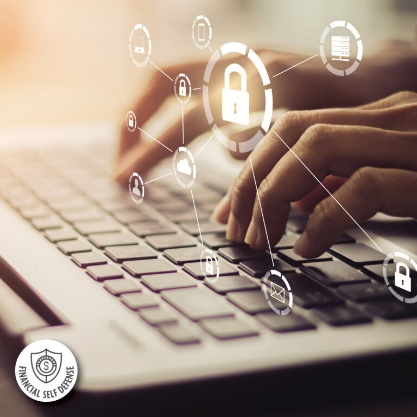 $
FINANCIAL SELF DEFENSE